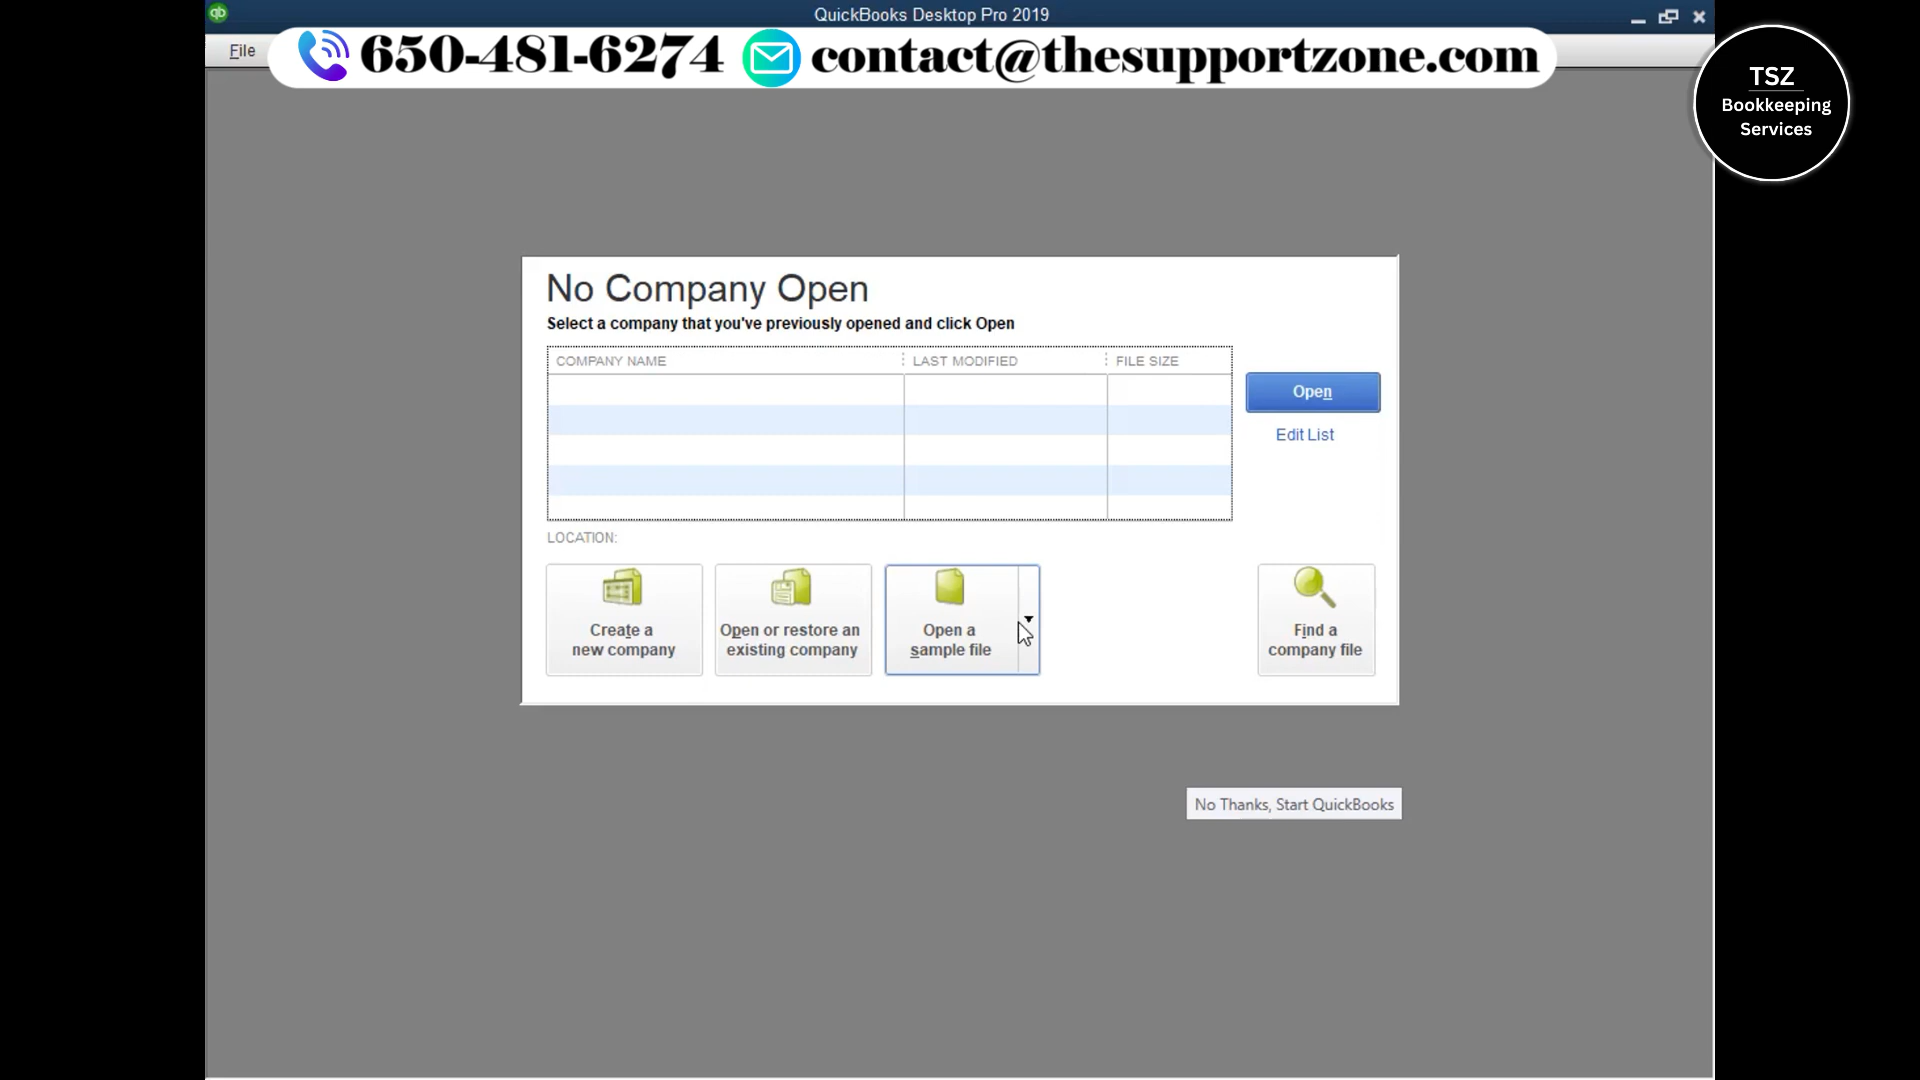 QuickBooks Desktop Pro 2019
qb
File
650-481-6274 contact@thesupportzone.com
TSZ
Bookkeeping
Services
No Company Open
Select a company that you've previously opened and click Open
COMPANY NAME LAST MODIFIED FILE SIZE
Open
Edit List
LOCATION:
Create a
new company
Open or restore an
existing company
Open a
sample file
Find a
company file
No Thanks, Start QuickBooks